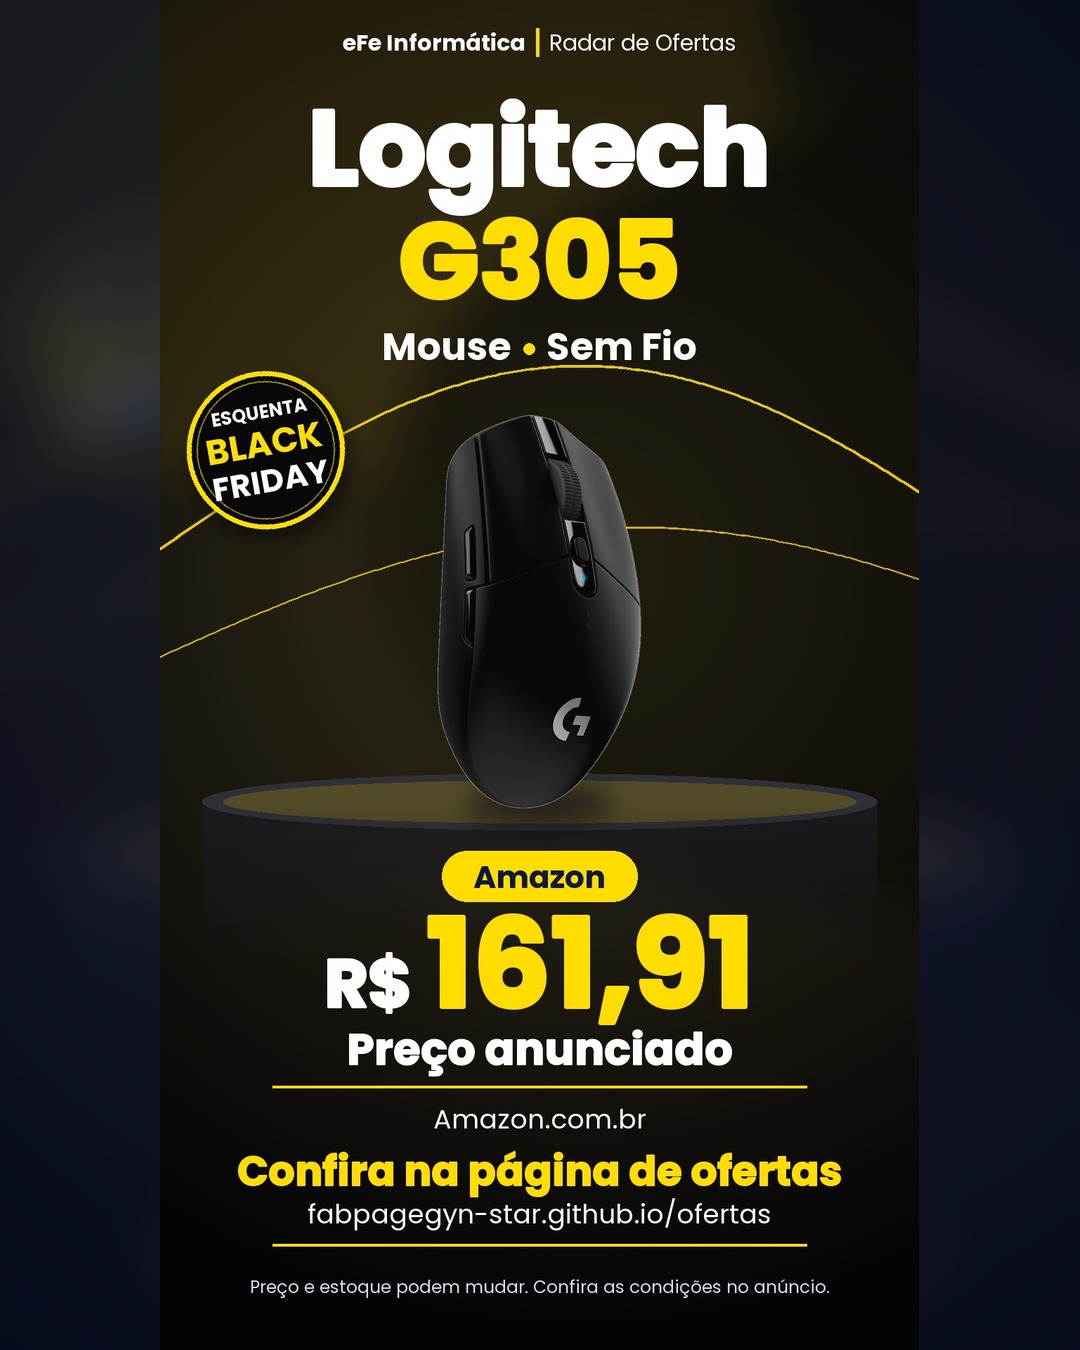 eFe Informática | Radar de Ofertas
Logitech
G305
Mouse • Sem Fio
ESQUENTA
BLACK
FRIDAY
G
Amazon
R$ 161,91
Preço anunciado
Amazon.com.br
Confira na página de ofertas
fabpagegyn-star.github.io/ofertas
Preço e estoque podem mudar. Confira as condições no anúncio.